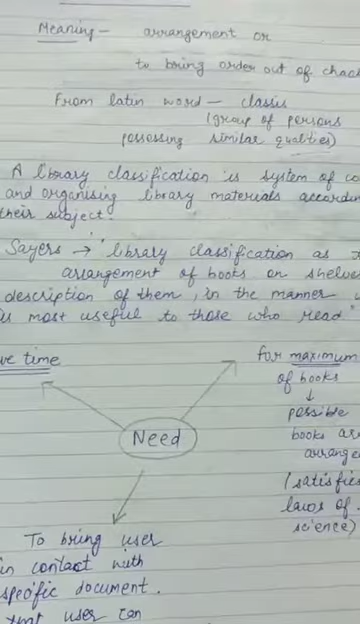 Meaning - arrangement or
to bring order out of chaos
From latin word - classis
(group of persons
possessing similar qualities)
A library classification is system of co
and organising library materials accordin
their subject.
Sayers → "library classification as
arrangement of books on shelves
description of them, in the manner
is most useful to those who read"
ve time
For maximum
of books
↓
possible
books are
arrange
(satisfies
laws of
science)
Need
To bring user
in contact with
specific document.
that user can